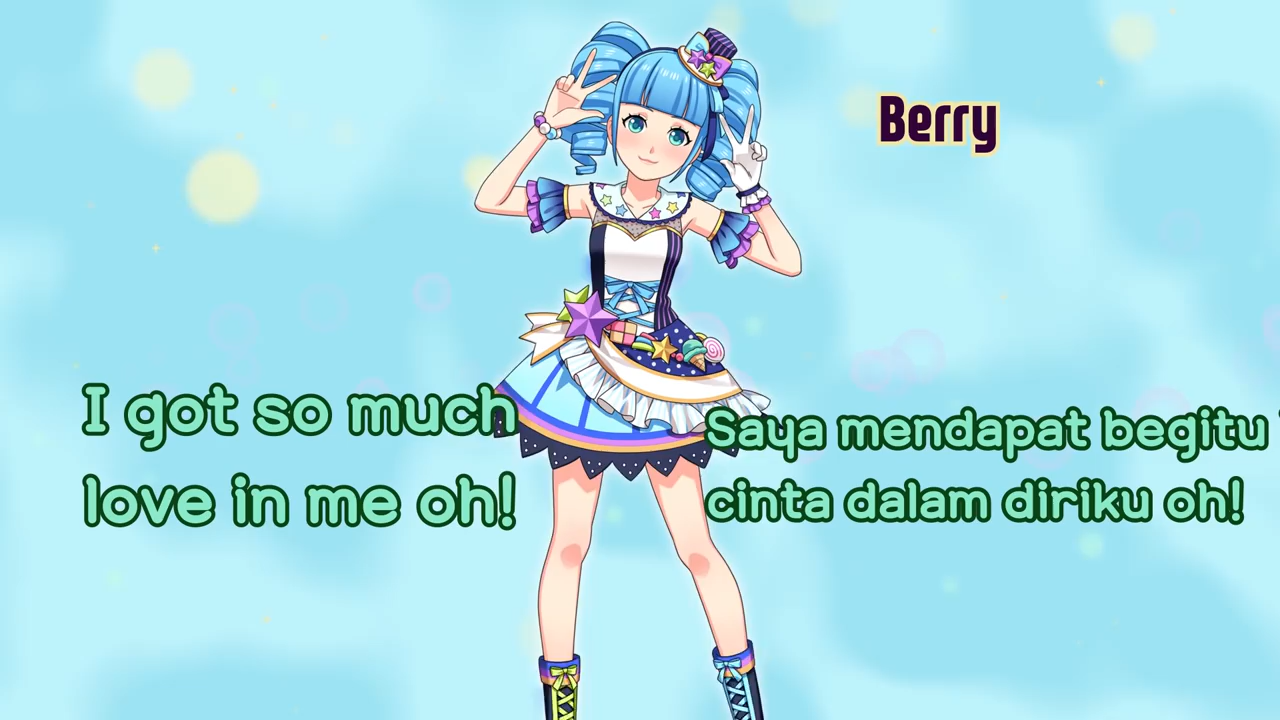 Berry
I got so much
love in me oh!
Saya mendapat begitu
cinta dalam diriku oh!